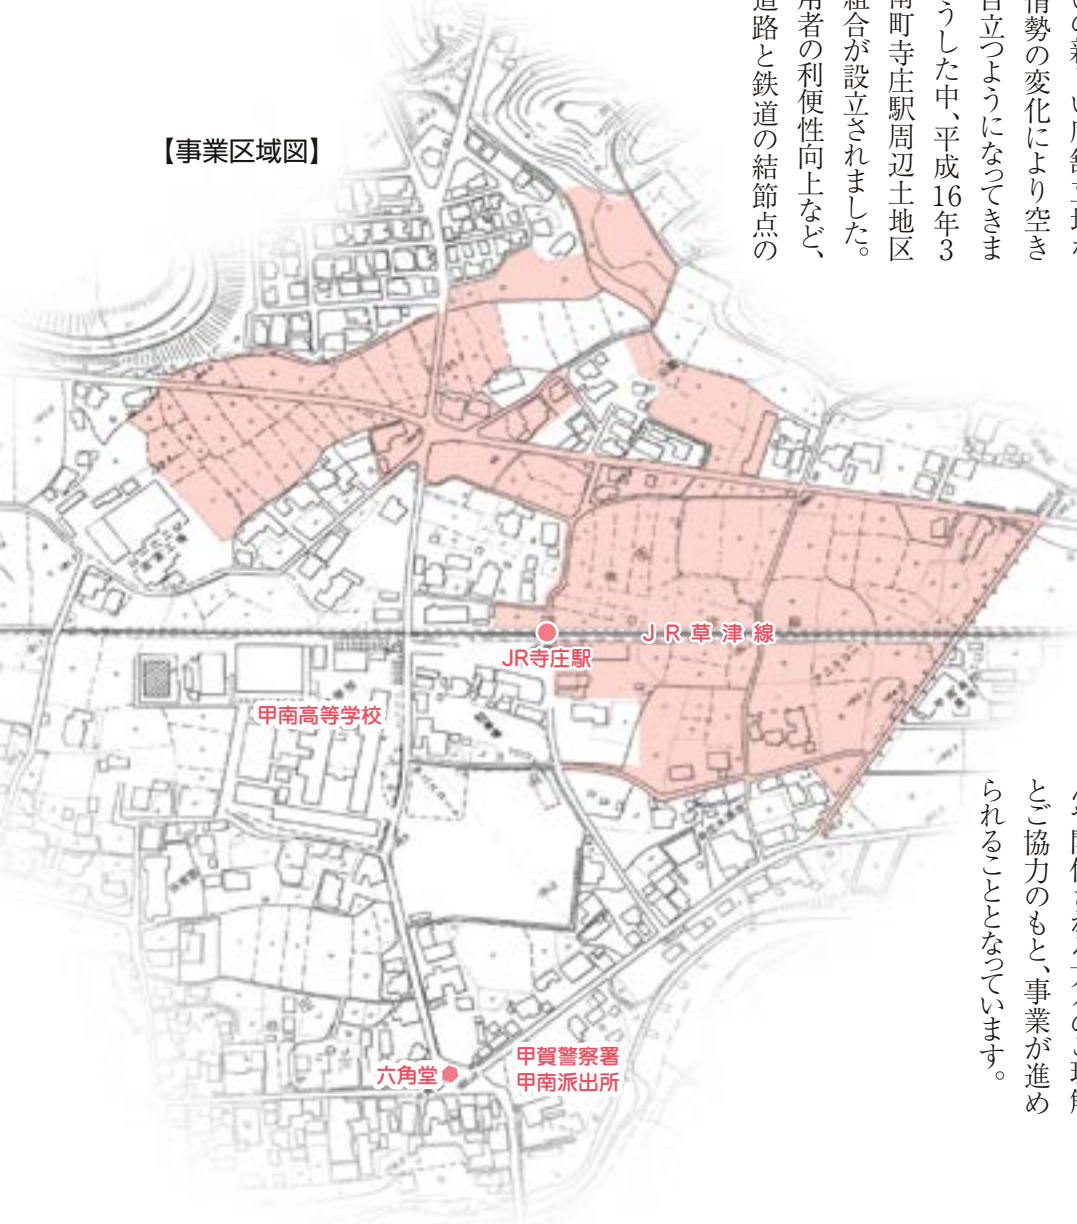 情勢の変化により空き
目立つようになってきま
うした中、平成16年3
南町寺庄駅周辺土地区
組合が設立されました。
用者の利便性向上など、
道路と鉄道の結節点の
【事業区域図】
JR草津線
JR寺庄駅
甲南高等学校
六角堂
甲賀警察署
甲南派出所
とご協力のもと、事業が進め
られることとなっています。